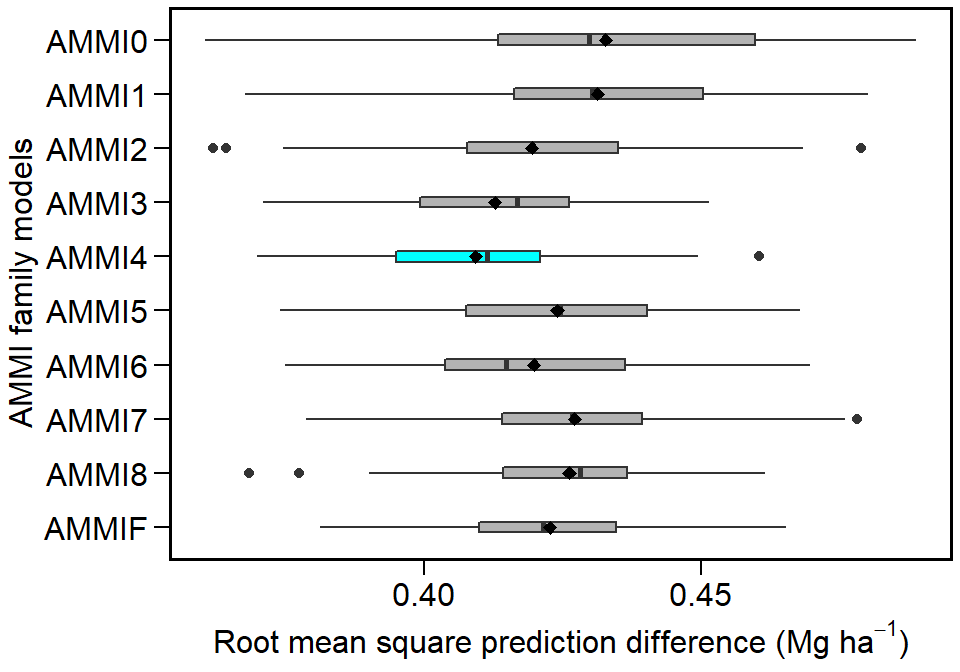 AMMI family models
AMMI0
AMMI1
AMMI2
AMMI3
AMMI4
AMMI5
AMMI6
AMMI7
AMMI8
AMMIF
0.40 0.45
Root mean square prediction difference (Mg ha⁻¹)